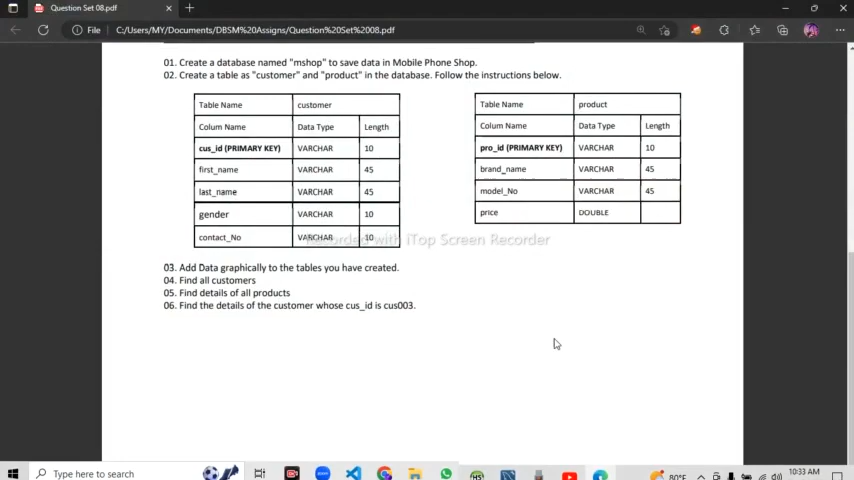 Question Set 08.pdf
File C:/Users/MY/Documents/DBSM%20Assigns/Question%20Set%2008.pdf
01. Create a database named "mshop" to save data in Mobile Phone Shop.
02. Create a table as "customer" and "product" in the database. Follow the instructions below.
Table Name customer
Colum Name Data Type Length
cus_id (PRIMARY KEY) VARCHAR 10
first_name VARCHAR 45
last_name VARCHAR 45
gender VARCHAR 10
contact_No VARCHAR 10
Table Name product
Colum Name Data Type Length
pro_id (PRIMARY KEY) VARCHAR 10
brand_name VARCHAR 45
model_No VARCHAR 45
price DOUBLE
Recorded with iTop Screen Recorder
03. Add Data graphically to the tables you have created.
04. Find all customers
05. Find details of all products
06. Find the details of the customer whose cus_id is cus003.
Type here to search
80°F
10:33 AM